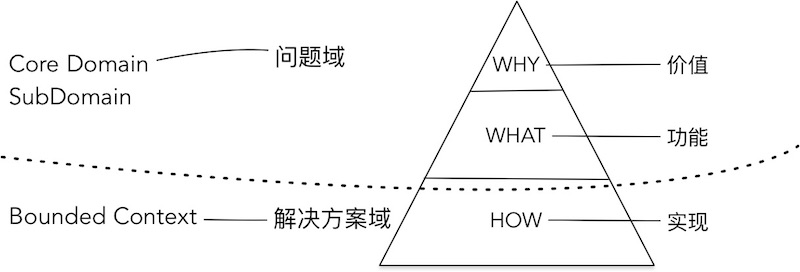 Core Domain
SubDomain
问题域
WHY
价值
WHAT
功能
Bounded Context
解决方案域
HOW
实现